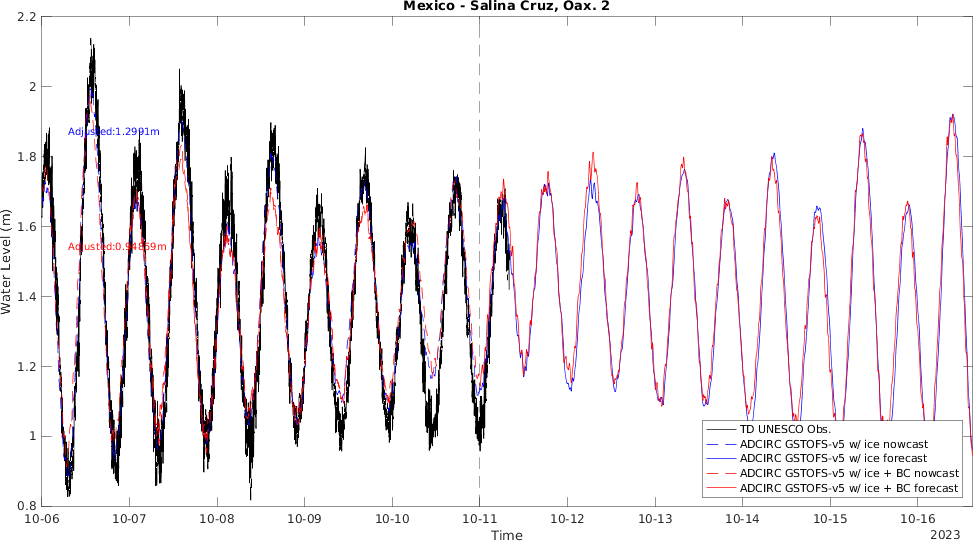 Mexico - Salina Cruz, Oax. 2
2.2
2
1.8
1.6
1.4
1.2
1
0.8
Water Level (m)
Adjusted:1.2991m
Adjusted:0.94869m
TD UNESCO Obs.
ADCIRC GSTOFS-v5 w/ ice nowcast
ADCIRC GSTOFS-v5 w/ ice forecast
ADCIRC GSTOFS-v5 w/ ice + BC nowcast
ADCIRC GSTOFS-v5 w/ ice + BC forecast
10-06 10-07 10-08 10-09 10-10 10-11 10-12 10-13 10-14 10-15 10-16
Time
2023